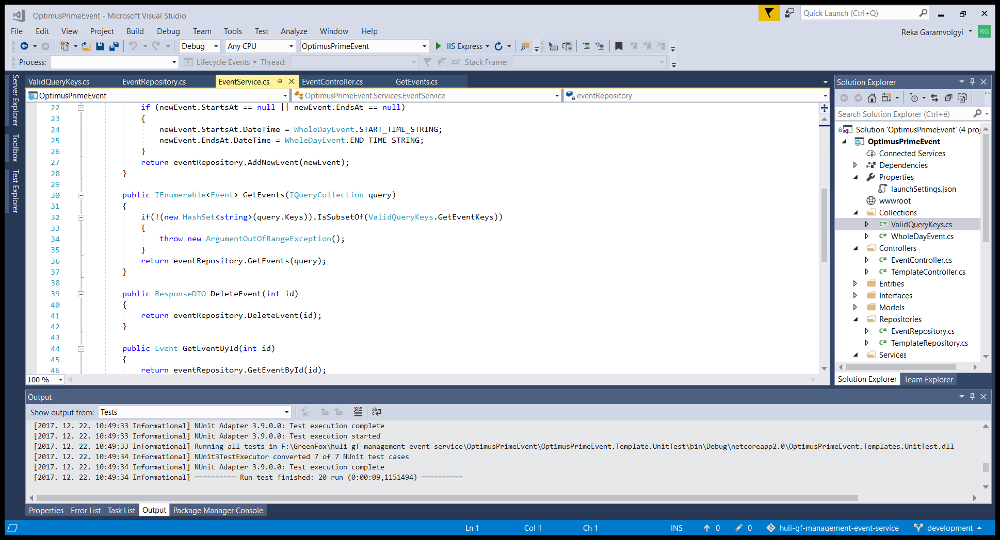 OptimusPrimeEvent - Microsoft Visual Studio
Quick Launch (Ctrl+Q)
File Edit View Project Build Debug Team Tools Test Analyze Window Help
Reka Garamvolgyi RG
Debug Any CPU OptimusPrimeEvent IIS Express
Process: Lifecycle Events Thread: Stack Frame:
Server Explorer
Toolbox
Test Explorer
ValidQueryKeys.cs EventRepository.cs EventService.cs EventController.cs GetEvents.cs
OptimusPrimeEvent OptimusPrimeEvent.Services.EventService eventRepository
22 if (newEvent.StartsAt == null || newEvent.EndsAt == null)
23 {
24 newEvent.StartsAt.DateTime = WholeDayEvent.START_TIME_STRING;
25 newEvent.EndsAt.DateTime = WholeDayEvent.END_TIME_STRING;
26 }
27 return eventRepository.AddNewEvent(newEvent);
28 }
29
30 public IEnumerable<Event> GetEvents(IQueryCollection query)
31 {
32 if(!(new HashSet<string>(query.Keys)).IsSubsetOf(ValidQueryKeys.GetEventKeys))
33 {
34 throw new ArgumentOutOfRangeException();
35 }
36 return eventRepository.GetEvents(query);
37 }
38
39 public ResponseDTO DeleteEvent(int id)
40 {
41 return eventRepository.DeleteEvent(id);
42 }
43
44 public Event GetEventById(int id)
45 {
46 return eventRepository.GetEventById(id);
100 %
Solution Explorer
Search Solution Explorer (Ctrl+é)
Solution 'OptimusPrimeEvent' (4 proj
OptimusPrimeEvent
Connected Services
Dependencies
Properties
launchSettings.json
wwwroot
Collections
C# ValidQueryKeys.cs
C# WholeDayEvent.cs
Controllers
C# EventController.cs
C# TemplateController.cs
Entities
Interfaces
Models
Repositories
C# EventRepository.cs
C# TemplateRepository.cs
Services
Solution Explorer Team Explorer
Output
Show output from: Tests
[2017. 12. 22. 10:49:33 Informational] NUnit Adapter 3.9.0.0: Test execution complete
[2017. 12. 22. 10:49:33 Informational] NUnit Adapter 3.9.0.0: Test execution started
[2017. 12. 22. 10:49:33 Informational] Running all tests in F:\GreenFox\huli-gf-management-event-service\OptimusPrimeEvent\OptimusPrimeEvent.Template.UnitTest\bin\Debug\netcoreapp2.0\OptimusPrimeEvent.Templates.UnitTest.dll
[2017. 12. 22. 10:49:34 Informational] NUnit3TestExecutor converted 7 of 7 NUnit test cases
[2017. 12. 22. 10:49:34 Informational] NUnit Adapter 3.9.0.0: Test execution complete
[2017. 12. 22. 10:49:34 Informational] ========== Run test finished: 20 run (0:00:09,1151494) ==========
Properties Error List Task List Output Package Manager Console
Ln 1 Col 1 Ch 1 INS 0 0 huli-gf-management-event-service development